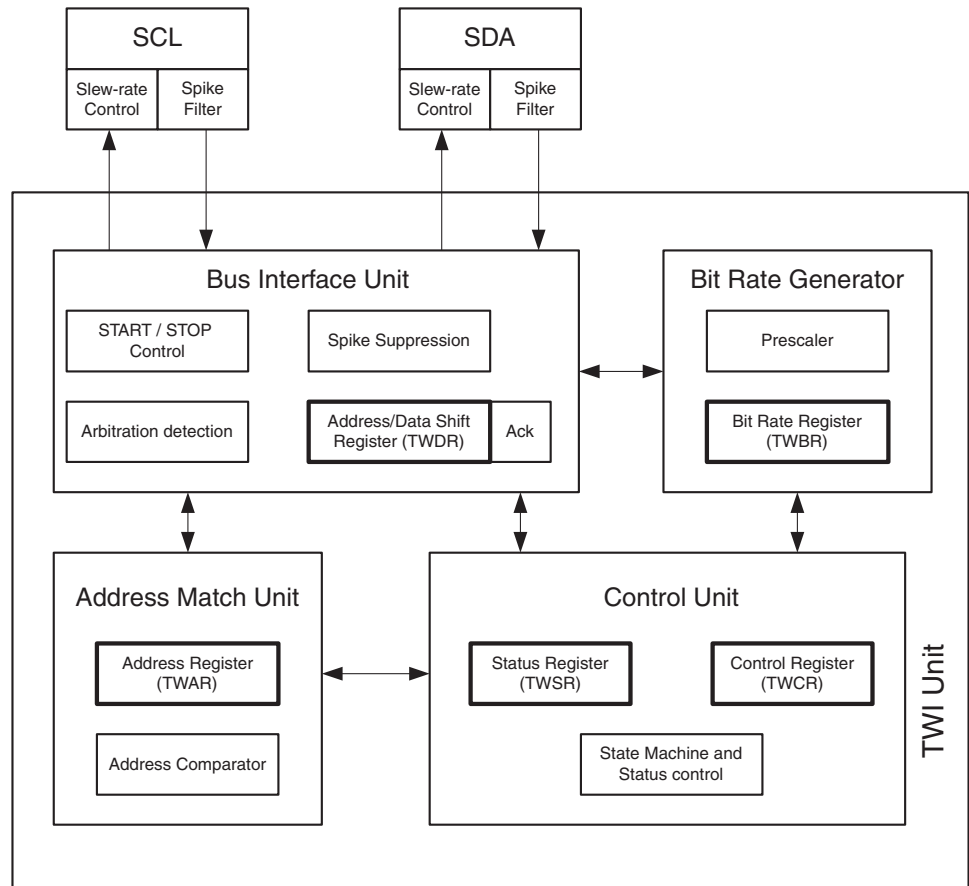 SCL
Slew-rate
Control
Spike
Filter
SDA
Slew-rate
Control
Spike
Filter
Bus Interface Unit
START / STOP
Control
Spike Suppression
Arbitration detection
Address/Data Shift
Register (TWDR)
Ack
Bit Rate Generator
Prescaler
Bit Rate Register
(TWBR)
Address Match Unit
Address Register
(TWAR)
Address Comparator
Control Unit
Status Register
(TWSR)
Control Register
(TWCR)
State Machine and
Status control
TWI Unit